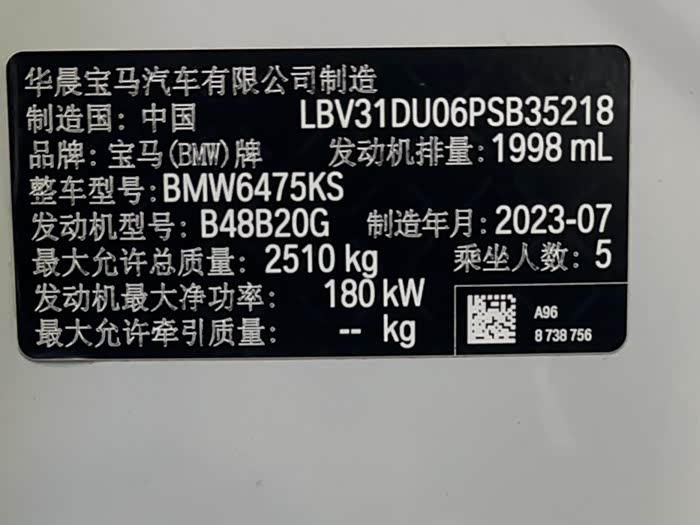 华晨宝马汽车有限公司制造
制造国: 中国 LBV31DU06PSB35218
品牌: 宝马(BMW)牌 发动机排量: 1998 mL
整车型号: BMW6475KS
发动机型号: B48B20G 制造年月: 2023-07
最大允许总质量: 2510 kg 乘坐人数: 5
发动机最大净功率: 180 kW
最大允许牵引质量: -- kg
A96
8 738 756